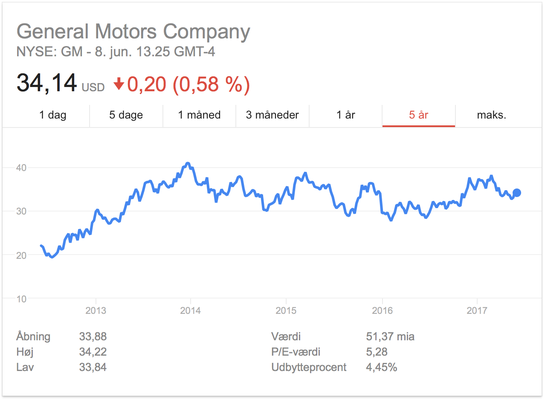 General Motors Company
NYSE: GM - 8. jun. 13.25 GMT-4
34,14 USD 0,20 (0,58 %)
1 dag 5 dage 1 måned 3 måneder 1 år 5 år maks.
40
30
20
10
2013 2014 2015 2016 2017
Åbning 33,88 Værdi 51,37 mia
Høj 34,22 P/E-værdi 5,28
Lav 33,84 Udbytteprocent 4,45%